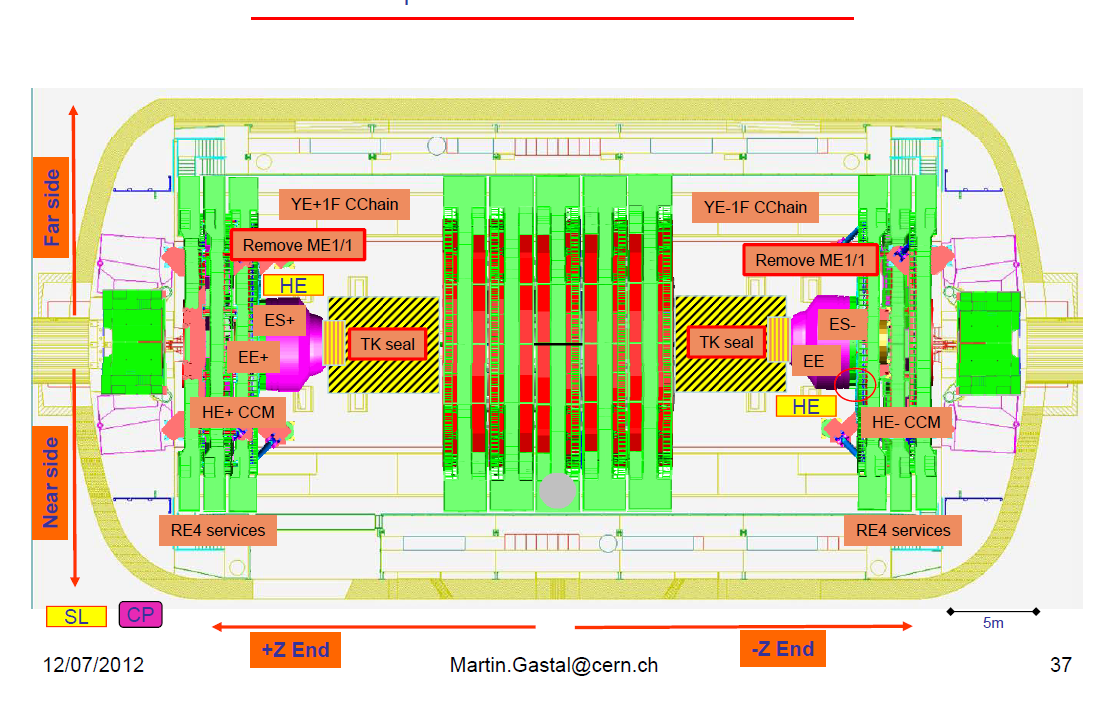 Far side
YE+1F CChain
YE-1F CChain
Remove ME1/1
Remove ME1/1
HE
ES+
ES-
TK seal
TK seal
EE+
EE
HE
HE+ CCM
HE- CCM
Near side
RE4 services
RE4 services
SL
CP
5m
+Z End
-Z End
12/07/2012
Martin.Gastal@cern.ch
37